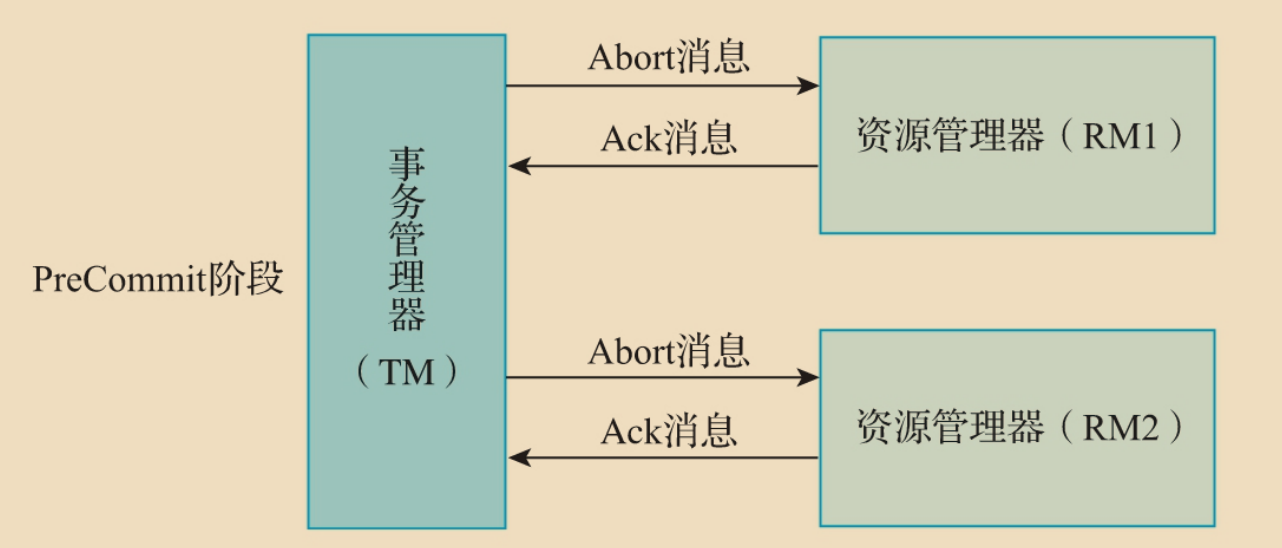 PreCommit阶段
事务管理器
（TM）
Abort消息
Ack消息
资源管理器（RM1）
Abort消息
Ack消息
资源管理器（RM2）